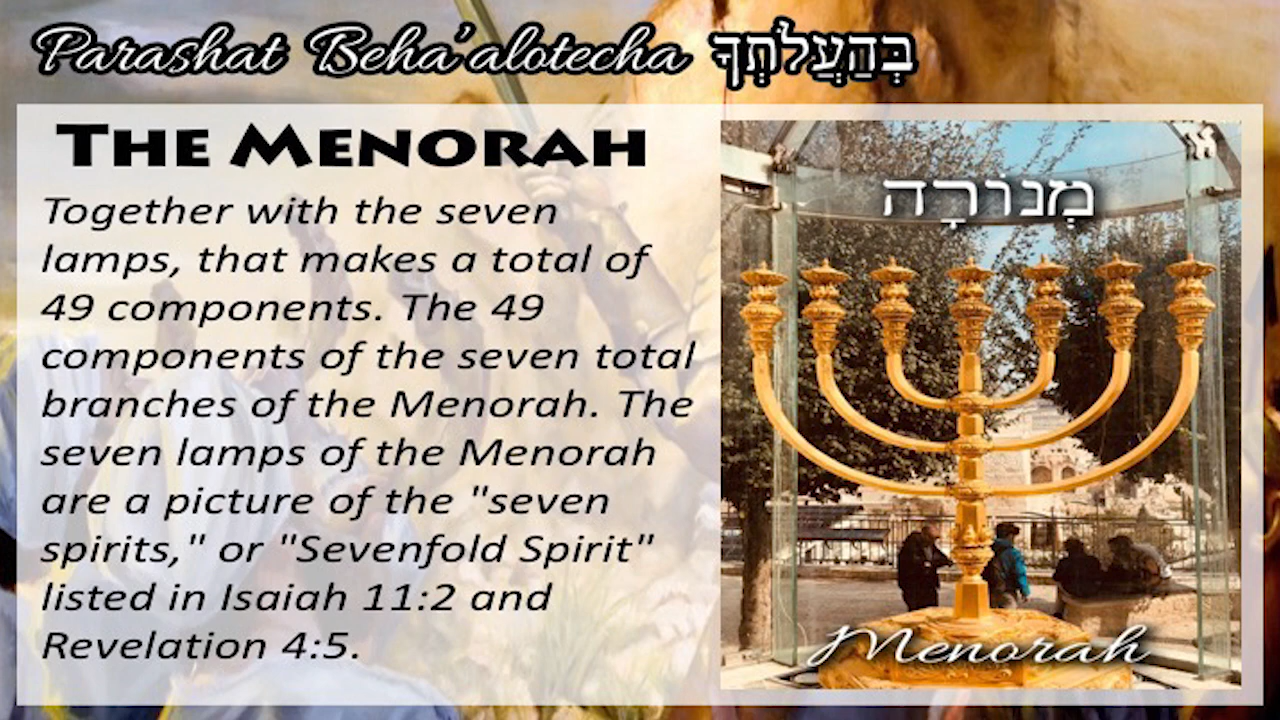 Parashat Beha'alotecha בְּהַעֲלֹתְךָ
THE MENORAH
Together with the seven
lamps, that makes a total of
49 components. The 49
components of the seven total
branches of the Menorah. The
seven lamps of the Menorah
are a picture of the "seven
spirits," or "Sevenfold Spirit"
listed in Isaiah 11:2 and
Revelation 4:5.
מְנוֹרָה
Menorah